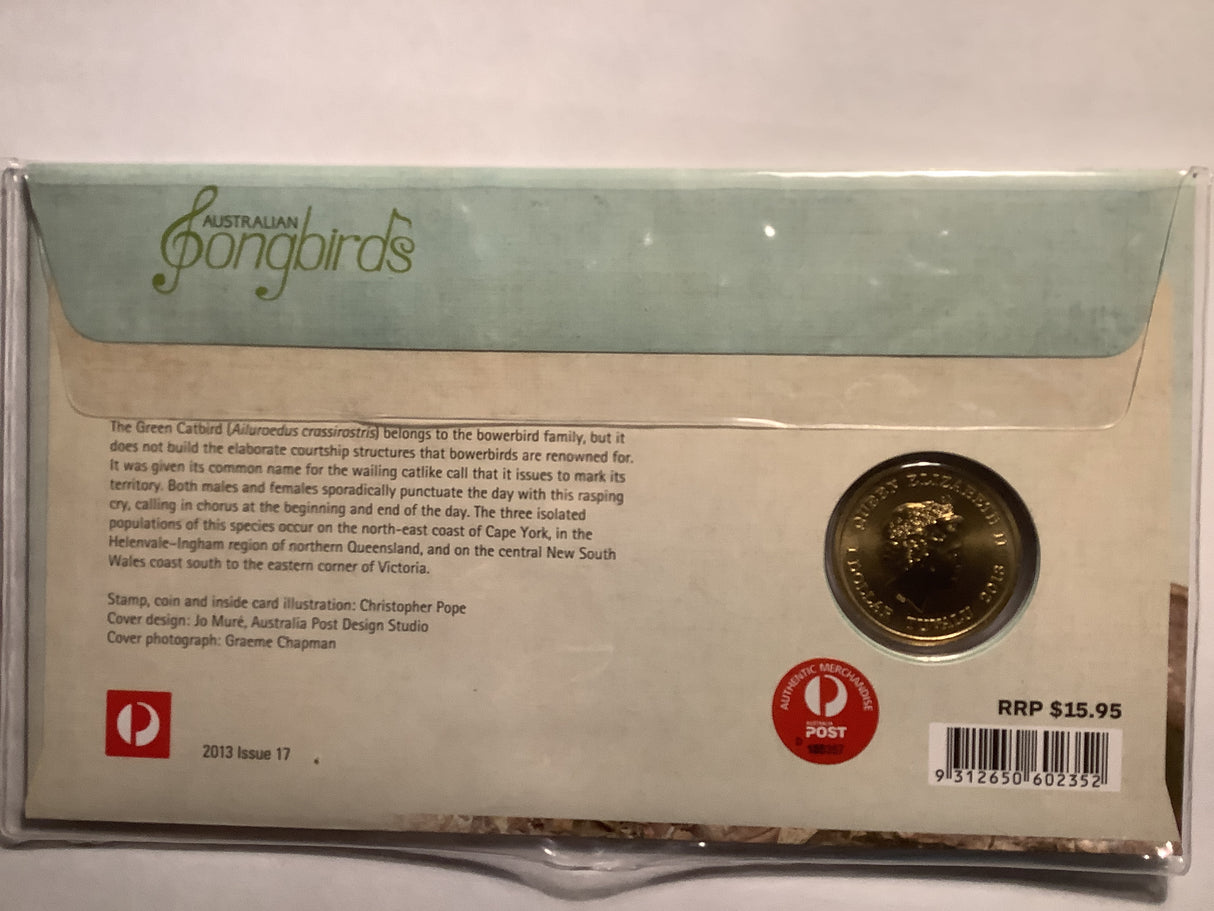 AUSTRALIAN
Songbirds
The Green Catbird (Ailuroedus crassirostris) belongs to the bowerbird family, but it
does not build the elaborate courtship structures that bowerbirds are renowned for.
It was given its common name for the wailing catlike call that it issues to mark its
territory. Both males and females sporadically punctuate the day with this rasping
cry, calling in chorus at the beginning and end of the day. The three isolated
populations of this species occur on the north-east coast of Cape York, in the
Helenvale–Ingham region of northern Queensland, and on the central New South
Wales coast south to the eastern corner of Victoria.
Stamp, coin and inside card illustration: Christopher Pope
Cover design: Jo Muré, Australia Post Design Studio
Cover photograph: Graeme Chapman
2013 Issue 17
QUEEN ELIZABETH II
1 DOLLAR TUVALU 2013
AUTHENTIC MERCHANDISE
AUSTRALIA
POST
RRP $15.95
9 312650 602352